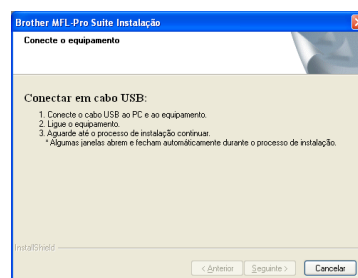 Brother MFL-Pro Suite Instalação
Conecte o equipamento
Conectar em cabo USB:
1. Conecte o cabo USB ao PC e ao equipamento.
2. Ligue o equipamento.
3. Aguarde até o processo de instalação continuar.
* Algumas janelas abrem e fecham automáticamente durante o processo de instalação.
InstallShield
< Anterior Seguinte > Cancelar